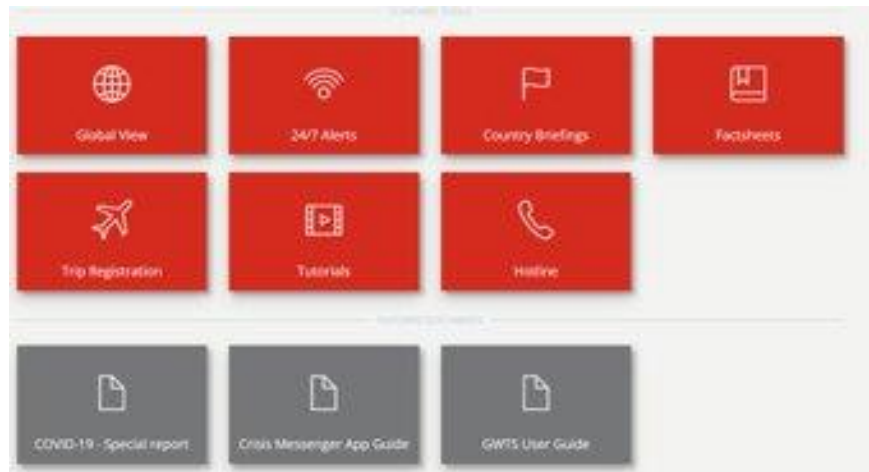 Global View
24/7 Alerts
Country Briefings
Factsheets
Trip Registration
Tutorials
Hotline
COVID-19 - Special report
Crisis Messenger App Guide
GWTS User Guide